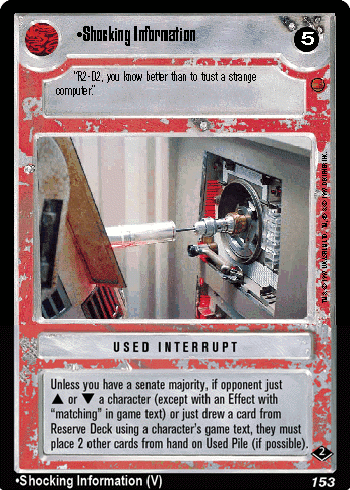 •Shocking Information
5
"R2-D2, you know better than to trust a strange
computer."
USED INTERRUPT
Unless you have a senate majority, if opponent just
▲ or ▼ a character (except with an Effect with
"matching" in game text) or just drew a card from
Reserve Deck using a character's game text, they must
place 2 other cards from hand on Used Pile (if possible).
2
•Shocking Information (V)
153